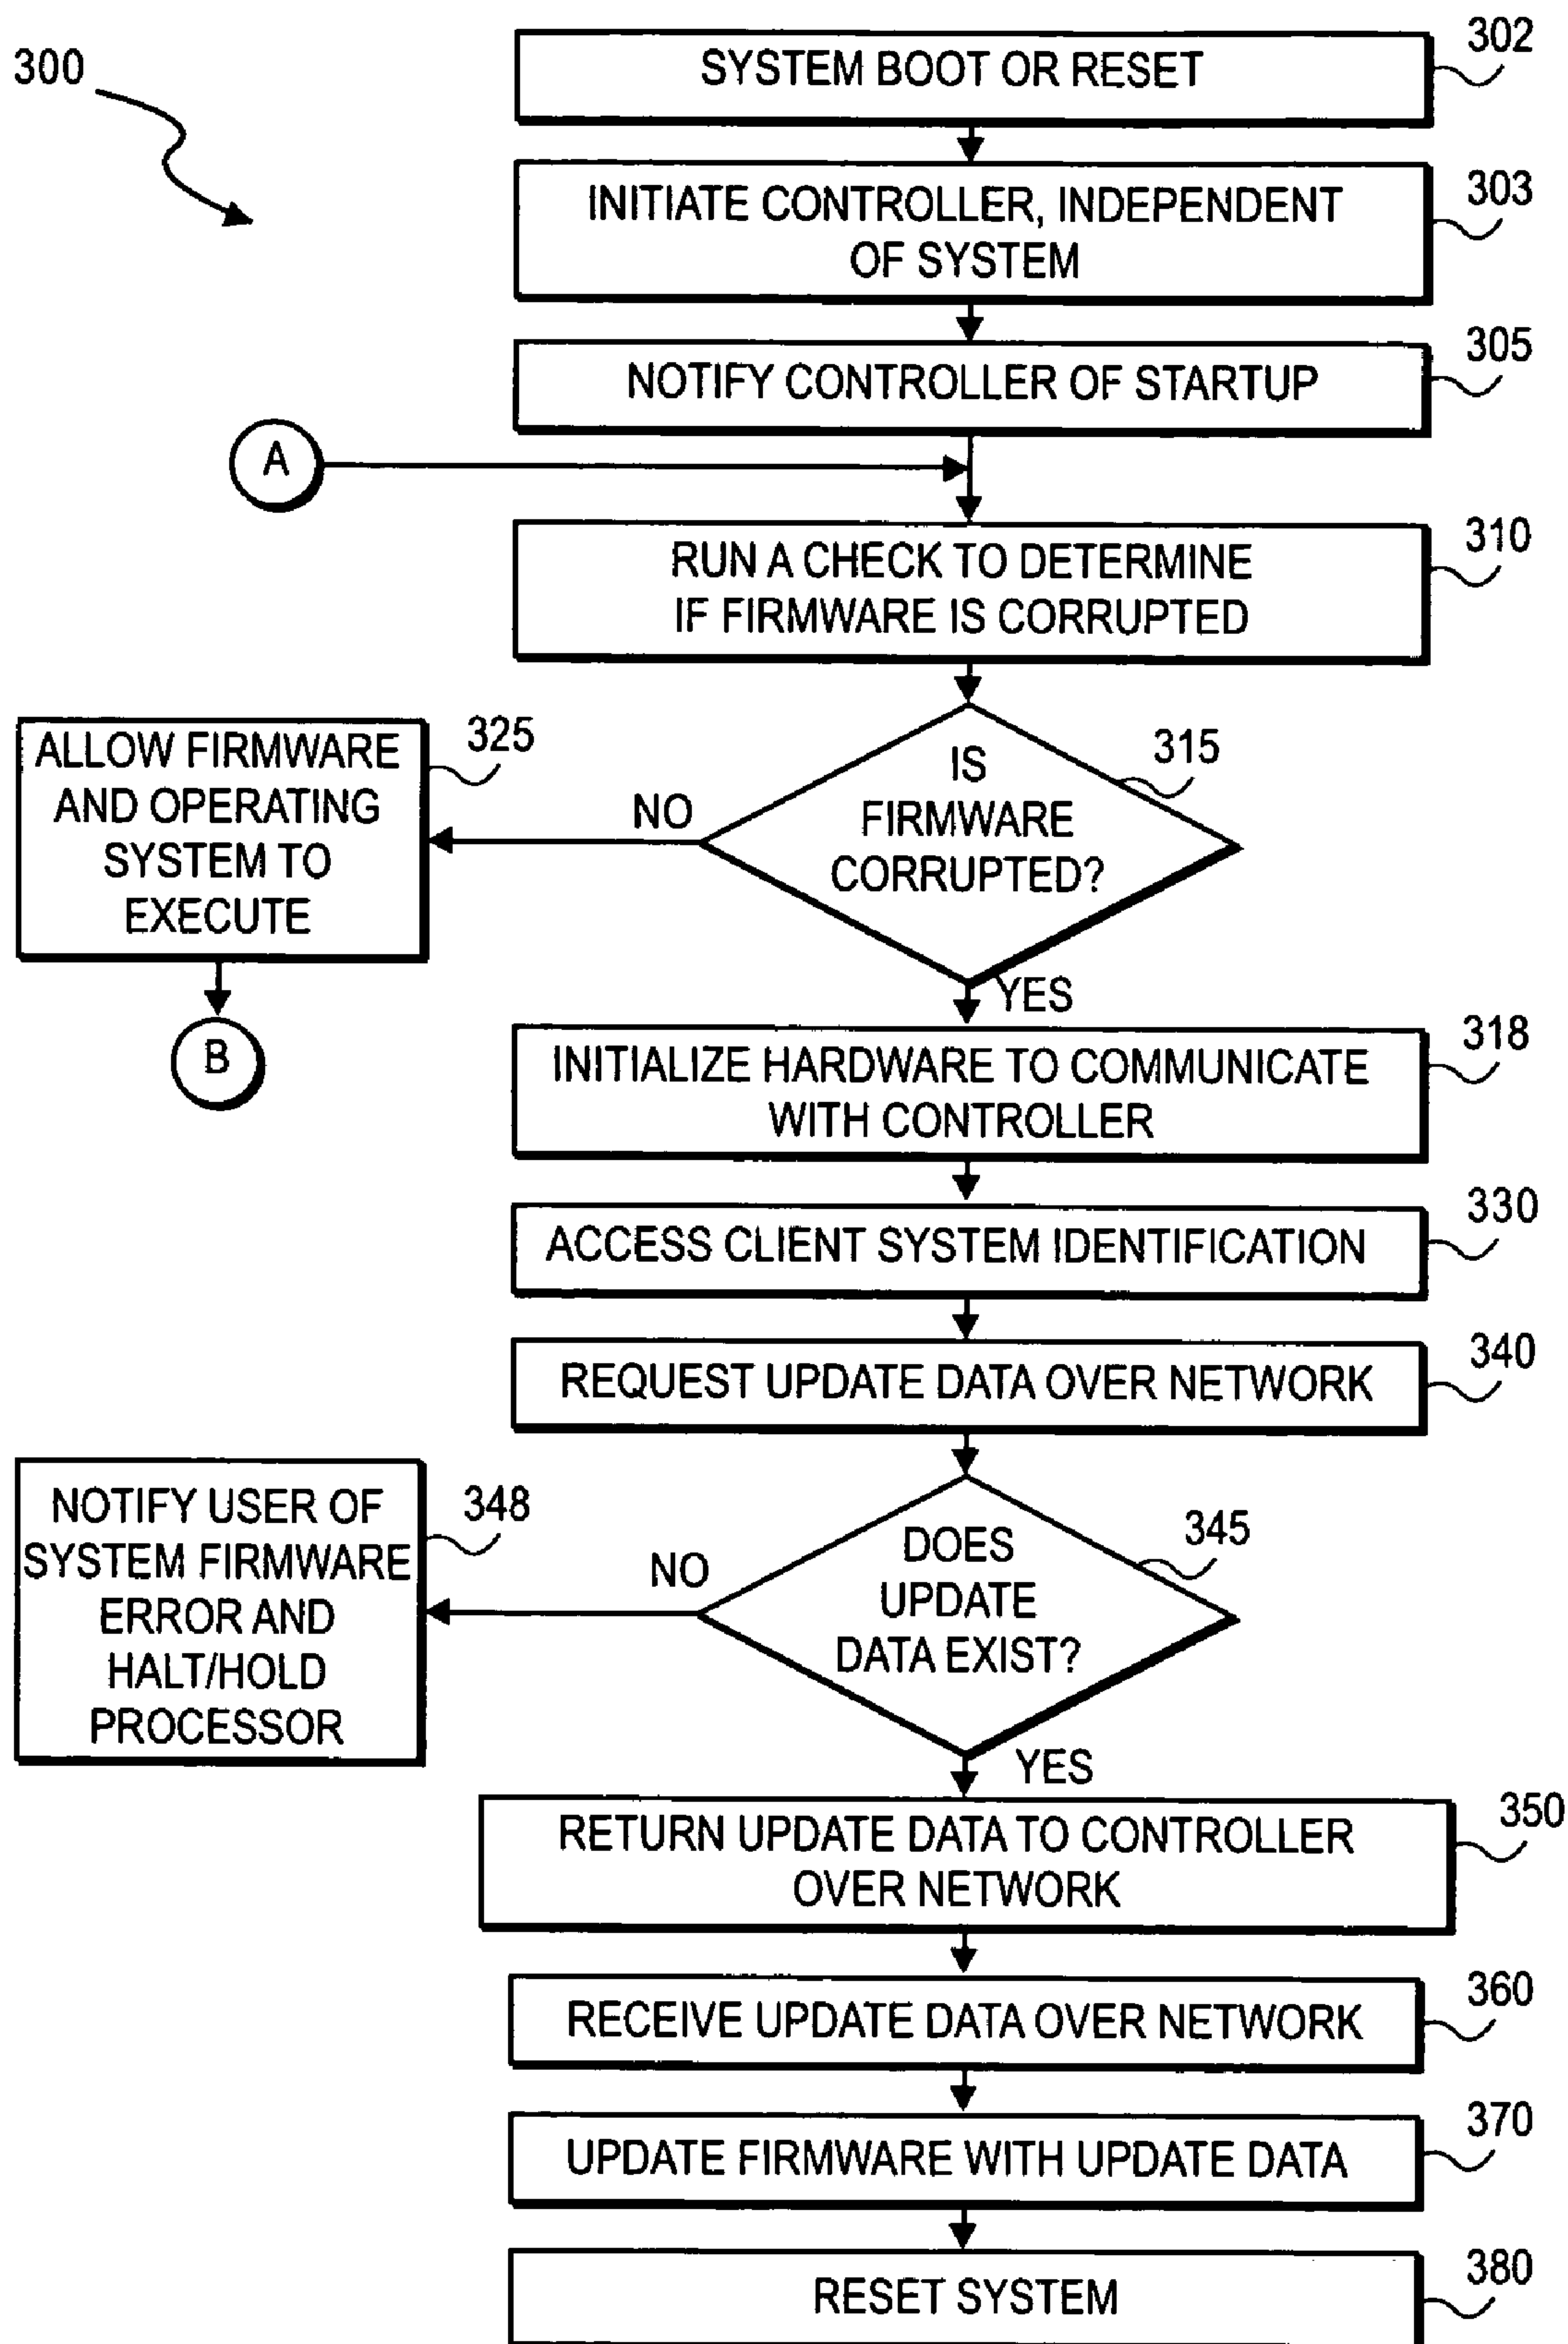 300
SYSTEM BOOT OR RESET
302
INITIATE CONTROLLER, INDEPENDENT
OF SYSTEM
303
NOTIFY CONTROLLER OF STARTUP
305
A
RUN A CHECK TO DETERMINE
IF FIRMWARE IS CORRUPTED
310
IS
FIRMWARE
CORRUPTED?
315
NO
ALLOW FIRMWARE
AND OPERATING
SYSTEM TO
EXECUTE
325
B
YES
INITIALIZE HARDWARE TO COMMUNICATE
WITH CONTROLLER
318
ACCESS CLIENT SYSTEM IDENTIFICATION
330
REQUEST UPDATE DATA OVER NETWORK
340
DOES
UPDATE
DATA EXIST?
345
NO
NOTIFY USER OF
SYSTEM FIRMWARE
ERROR AND
HALT/HOLD
PROCESSOR
348
YES
RETURN UPDATE DATA TO CONTROLLER
OVER NETWORK
350
RECEIVE UPDATE DATA OVER NETWORK
360
UPDATE FIRMWARE WITH UPDATE DATA
370
RESET SYSTEM
380